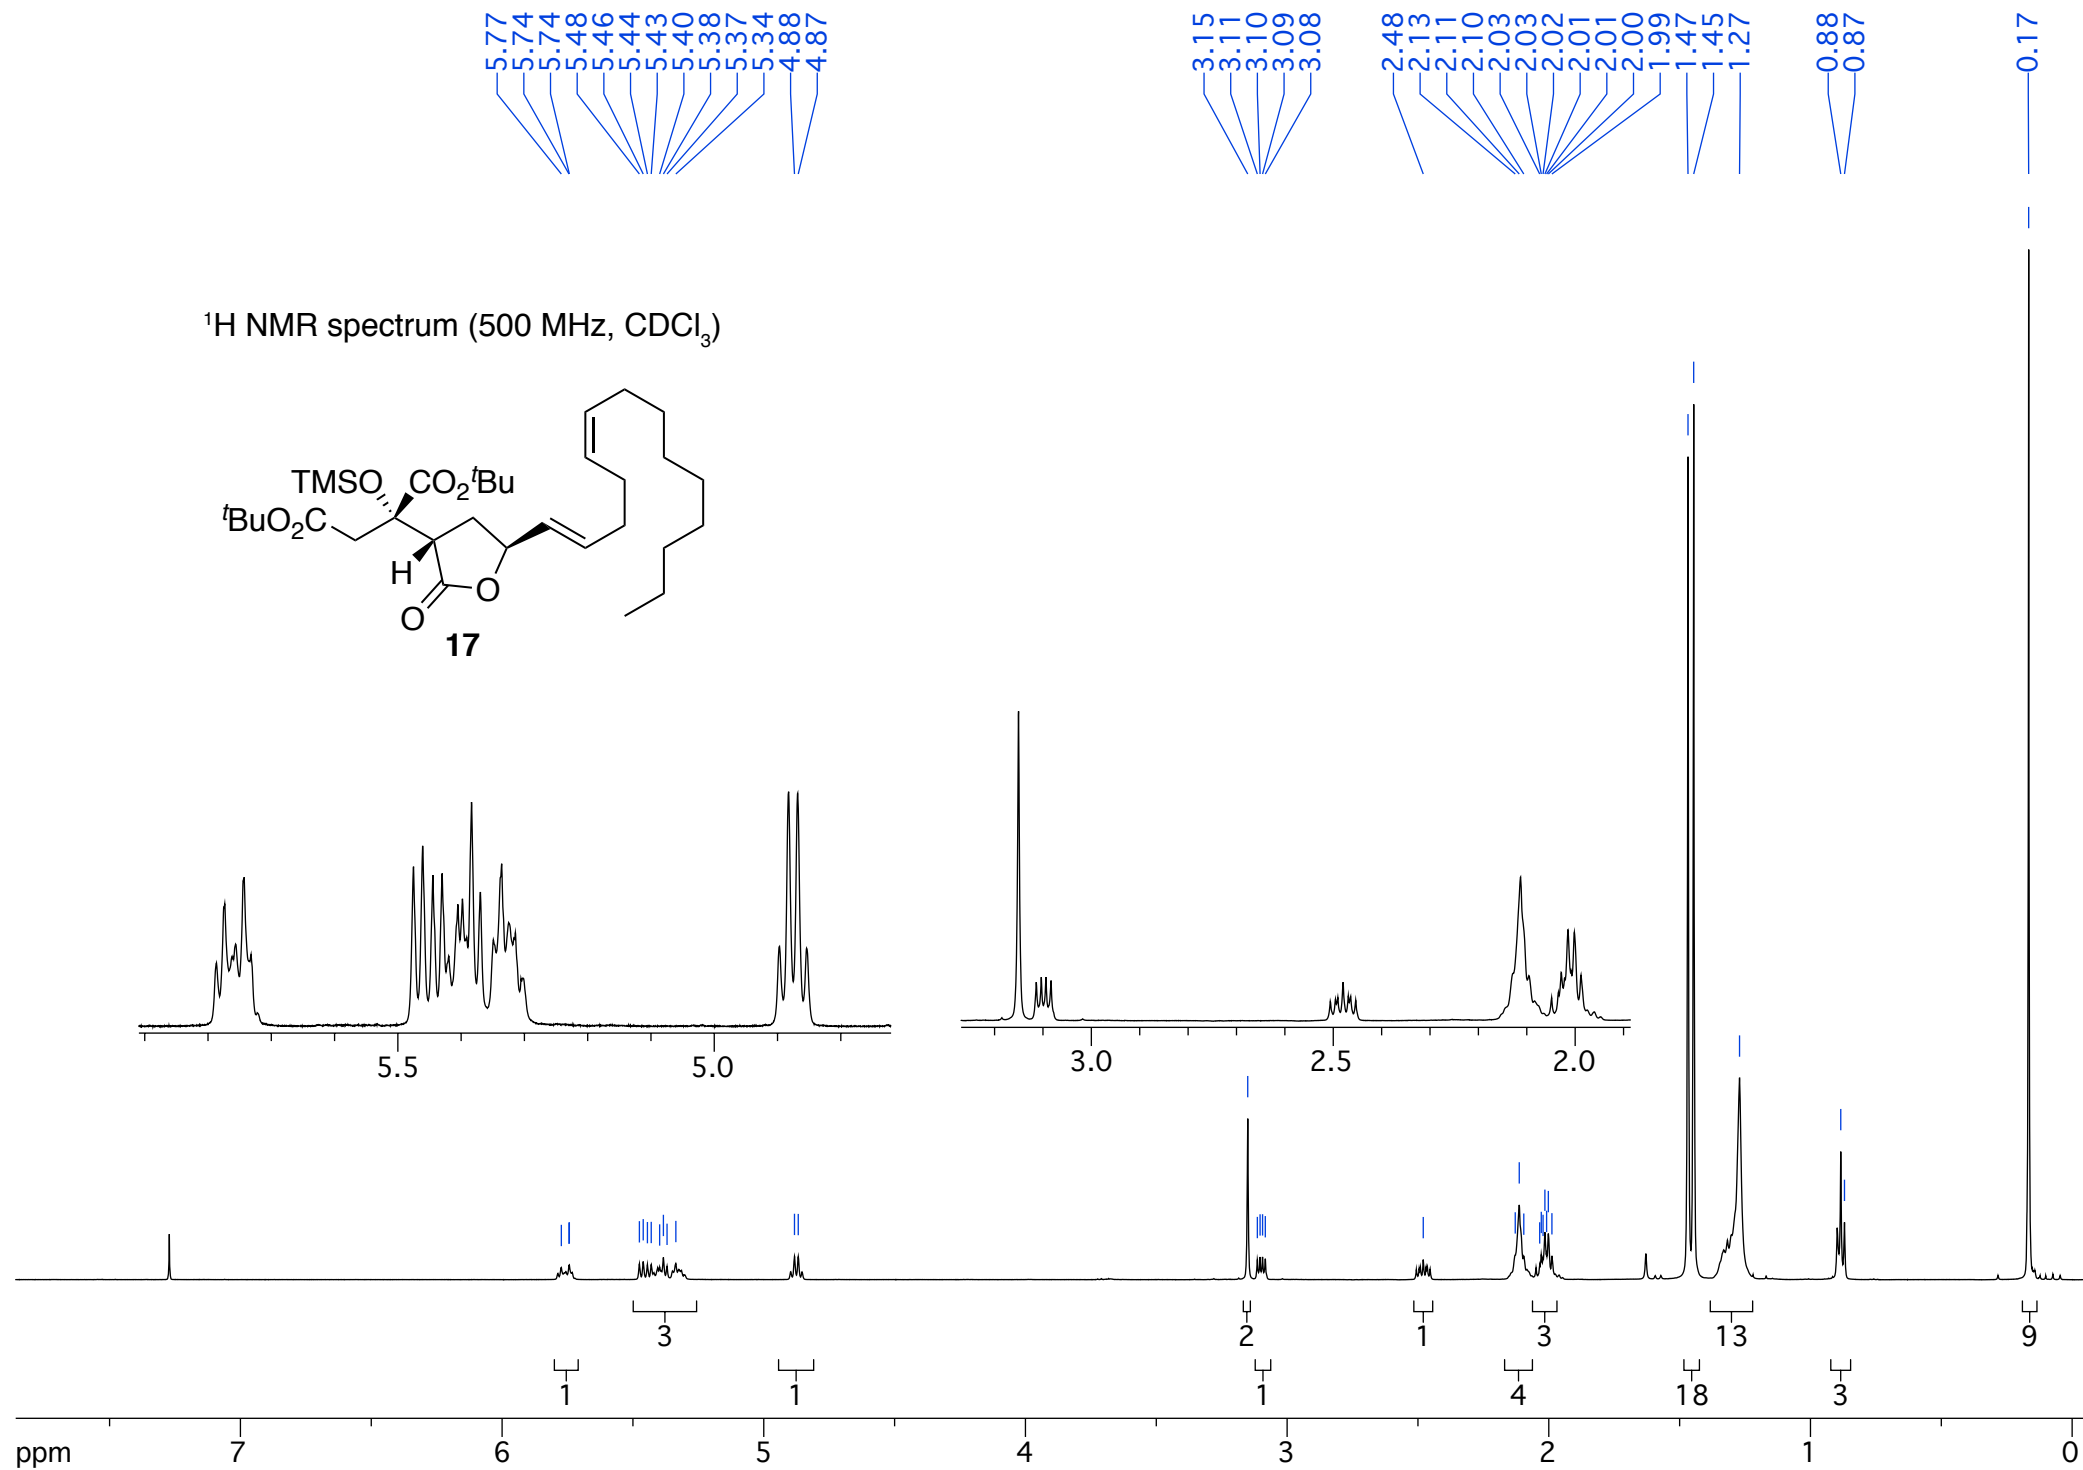 5.77 5.74 5.74 5.48 5.46 5.44 5.43 5.40 5.38 5.37 5.34 4.88 4.87 3.15 3.11 3.10 3.09 3.08 2.48 2.13 2.11 2.10 2.03 2.03 2.02 2.01 2.01 2.00 1.99 1.47 1.45 1.27 0.88 0.87 0.17
¹H NMR spectrum (500 MHz, CDCl₃)
TMSO CO₂ᵗBu
ᵗBuO₂C
H
O
O
17
5.5 5.0
3.0 2.5 2.0
3 2 1 3 13 9
1 1 1 4 18 3
ppm 7 6 5 4 3 2 1 0